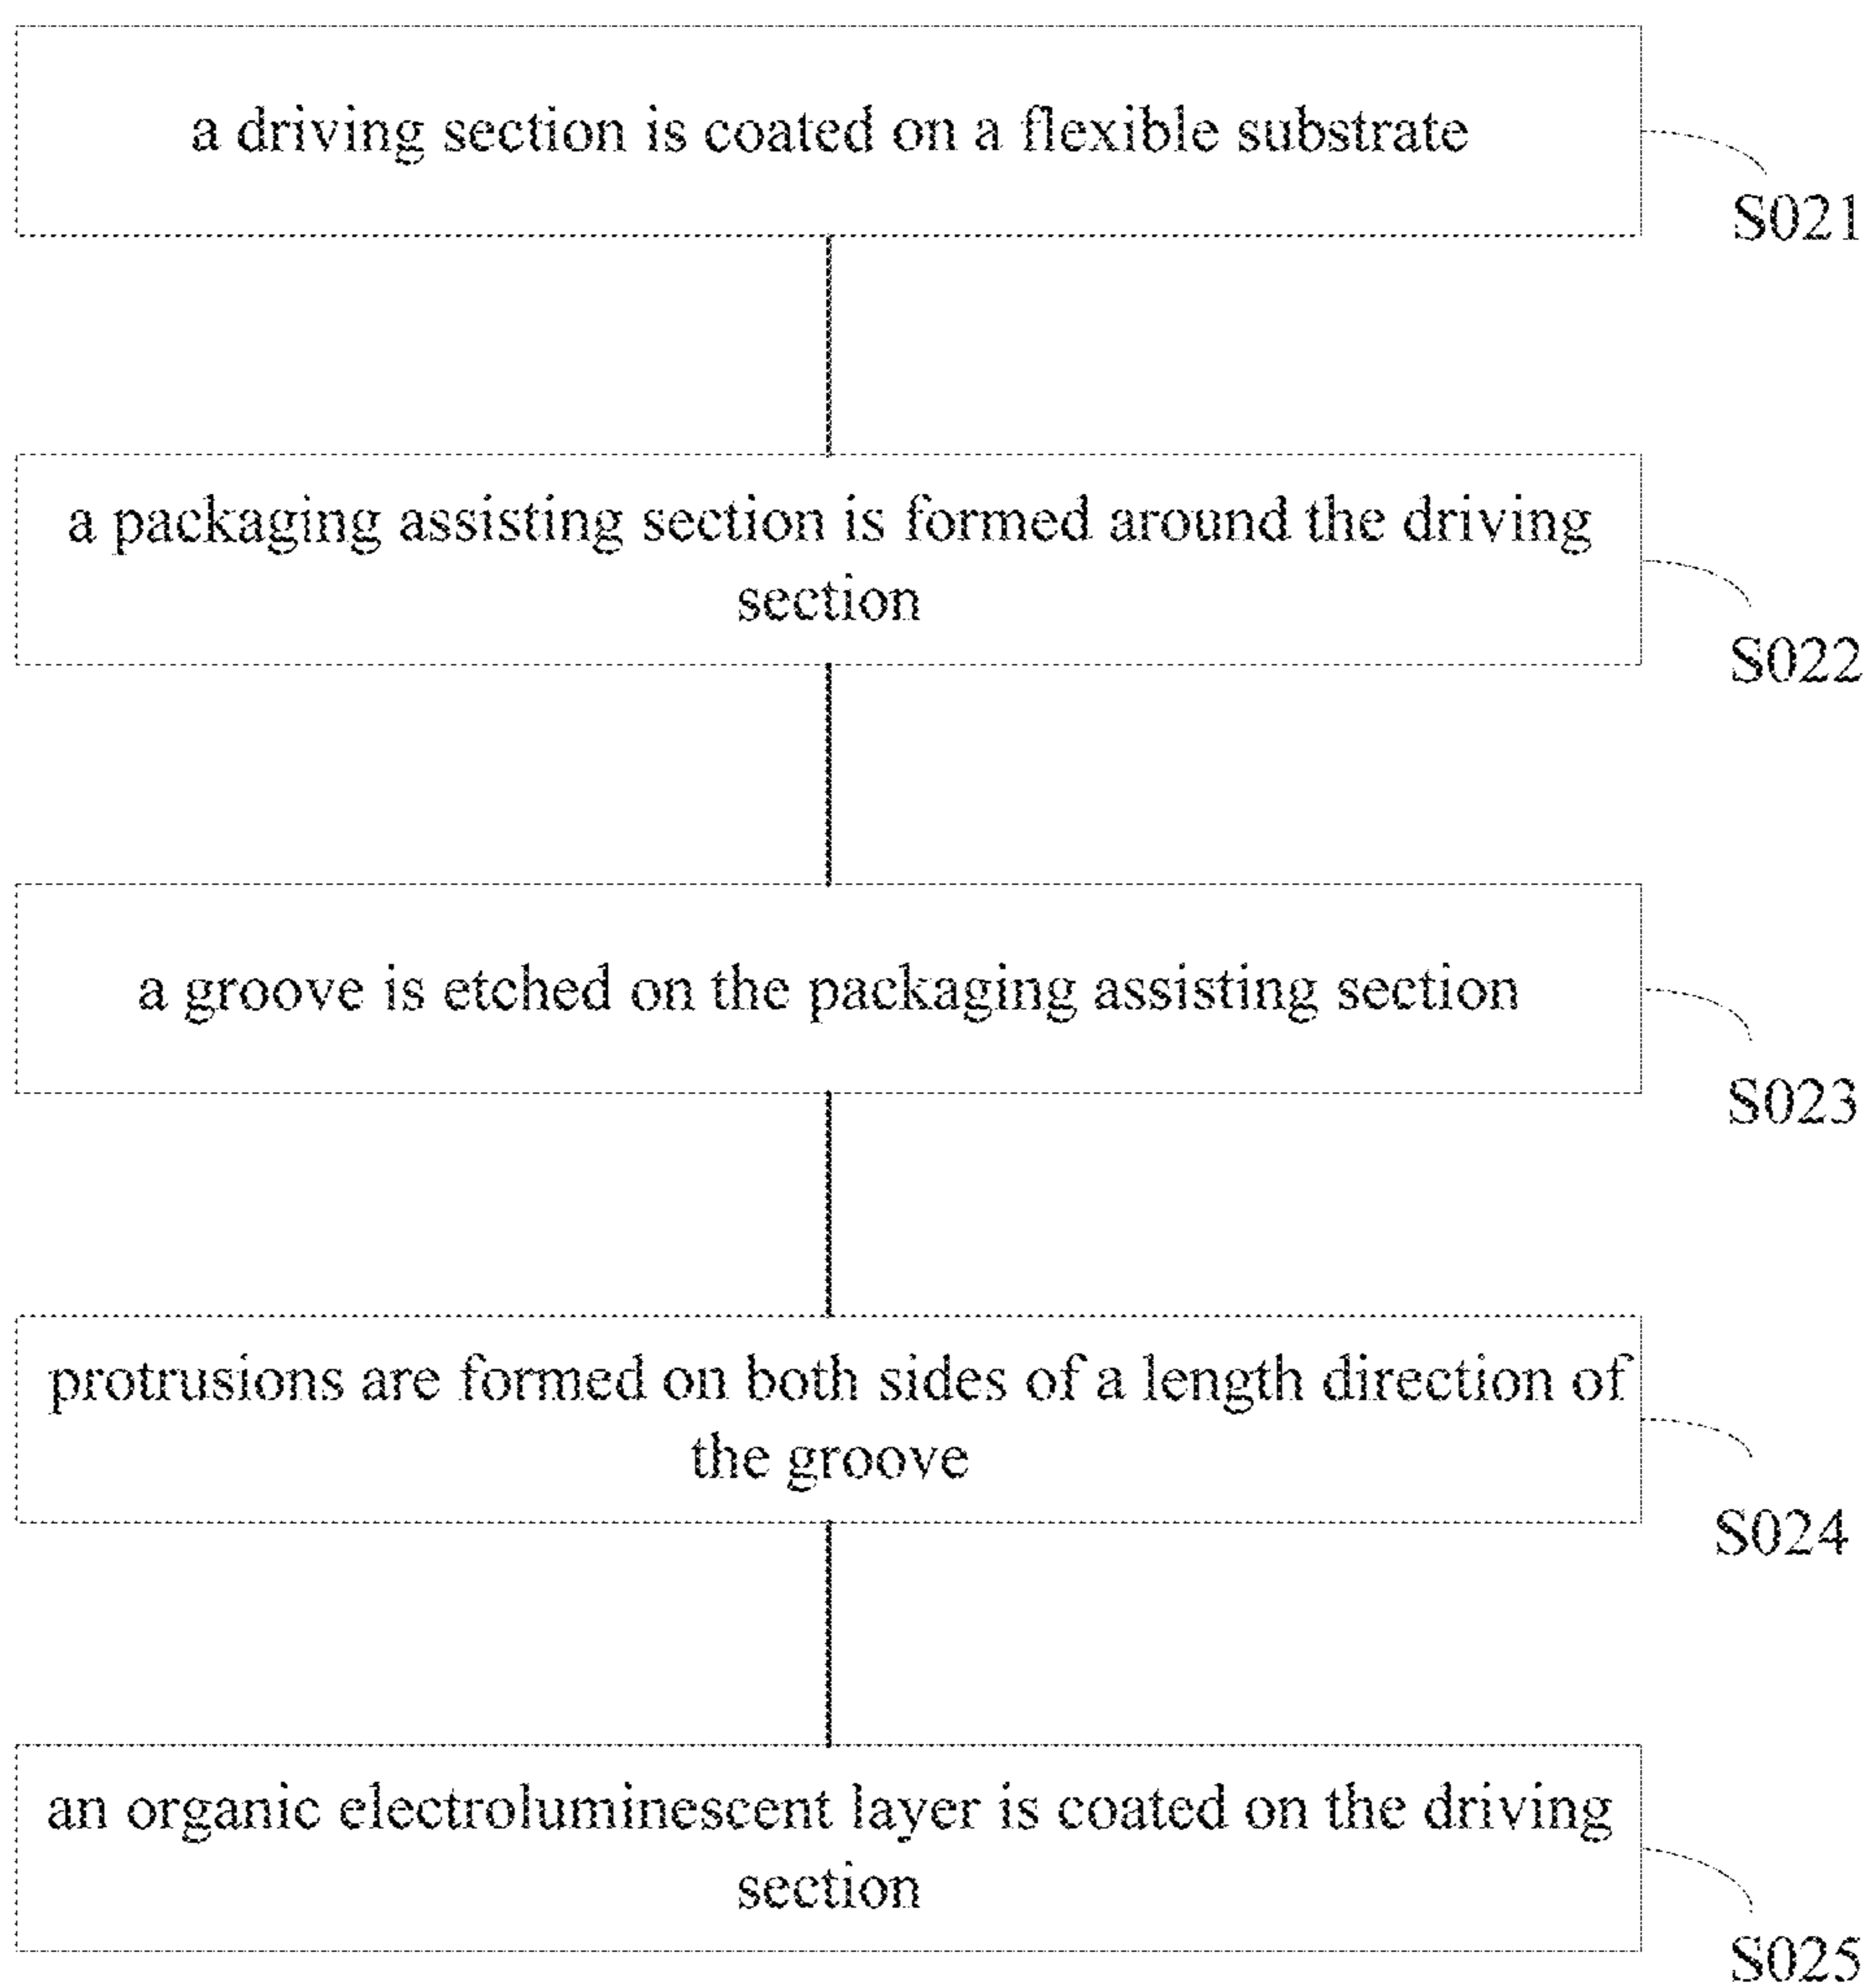 a driving section is coated on a flexible substrate
S021
a packaging assisting section is formed around the driving
section
S022
a groove is etched on the packaging assisting section
S023
protrusions are formed on both sides of a length direction of
the groove
S024
an organic electroluminescent layer is coated on the driving
section
S025